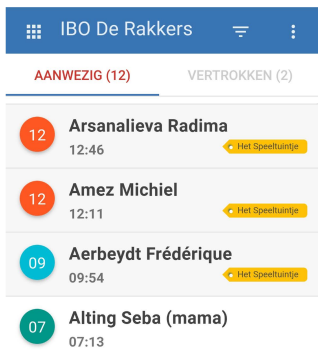 IBO De Rakkers
AANWEZIG (12) VERTROKKEN (2)
12 Arsanalieva Radima
12:46 Het Speeltuintje
12 Amez Michiel
12:11 Het Speeltuintje
09 Aerbeydt Frédérique
09:54 Het Speeltuintje
07 Alting Seba (mama)
07:13